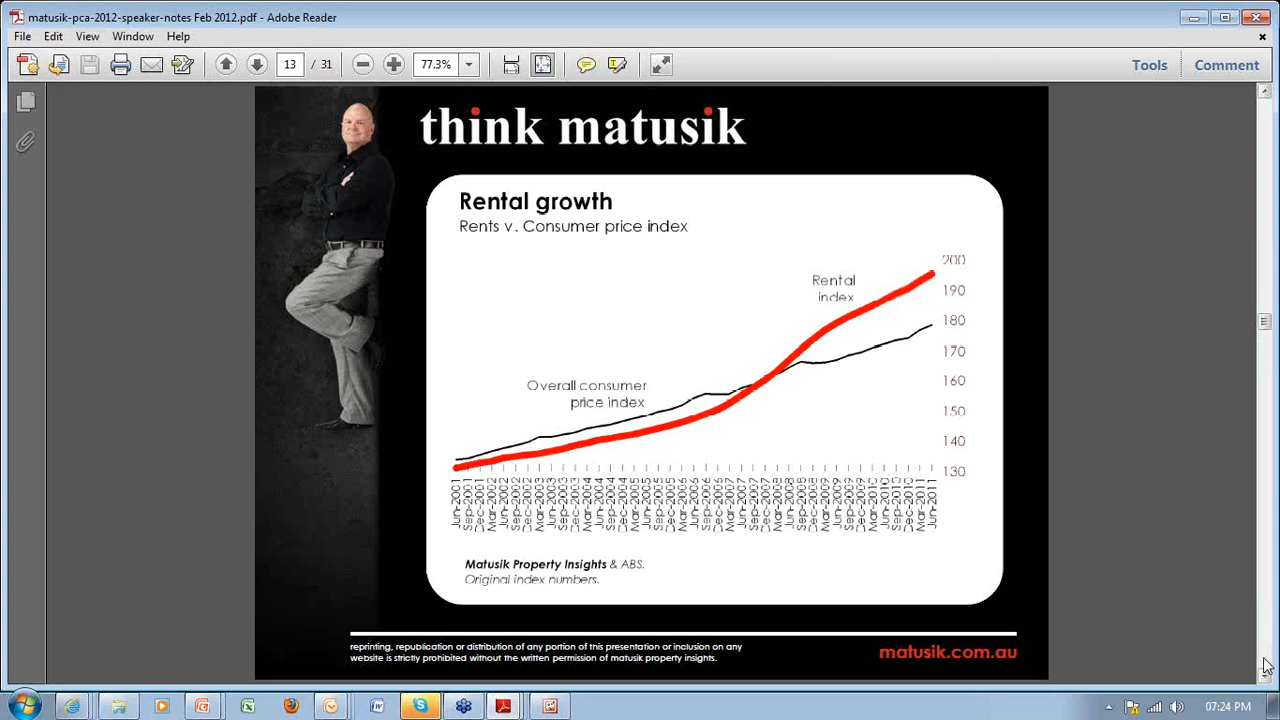 matusik-pca-2012-speaker-notes Feb 2012.pdf - Adobe Reader
File Edit View Window Help
13 / 31 77.3% Tools Comment
think matusik
Rental growth
Rents v. Consumer price index
200
Rental
index
190
180
170
160
Overall consumer
price index
150
140
130
Jun-2001 Sep-2001 Dec-2001 Mar-2002 Jun-2002 Sep-2002 Dec-2002 Mar-2003 Jun-2003 Sep-2003 Dec-2003 Mar-2004 Jun-2004 Sep-2004 Dec-2004 Mar-2005 Jun-2005 Sep-2005 Dec-2005 Mar-2006 Jun-2006 Sep-2006 Dec-2006 Mar-2007 Jun-2007 Sep-2007 Dec-2007 Mar-2008 Jun-2008 Sep-2008 Dec-2008 Mar-2009 Jun-2009 Sep-2009 Dec-2009 Mar-2010 Jun-2010 Sep-2010 Dec-2010 Mar-2011 Jun-2011
Matusik Property Insights & ABS.
Original index numbers.
reprinting, republication or distribution of any portion of this presentation or inclusion on any
website is strictly prohibited without the written permission of matusik property insights.
matusik.com.au
07:24 PM